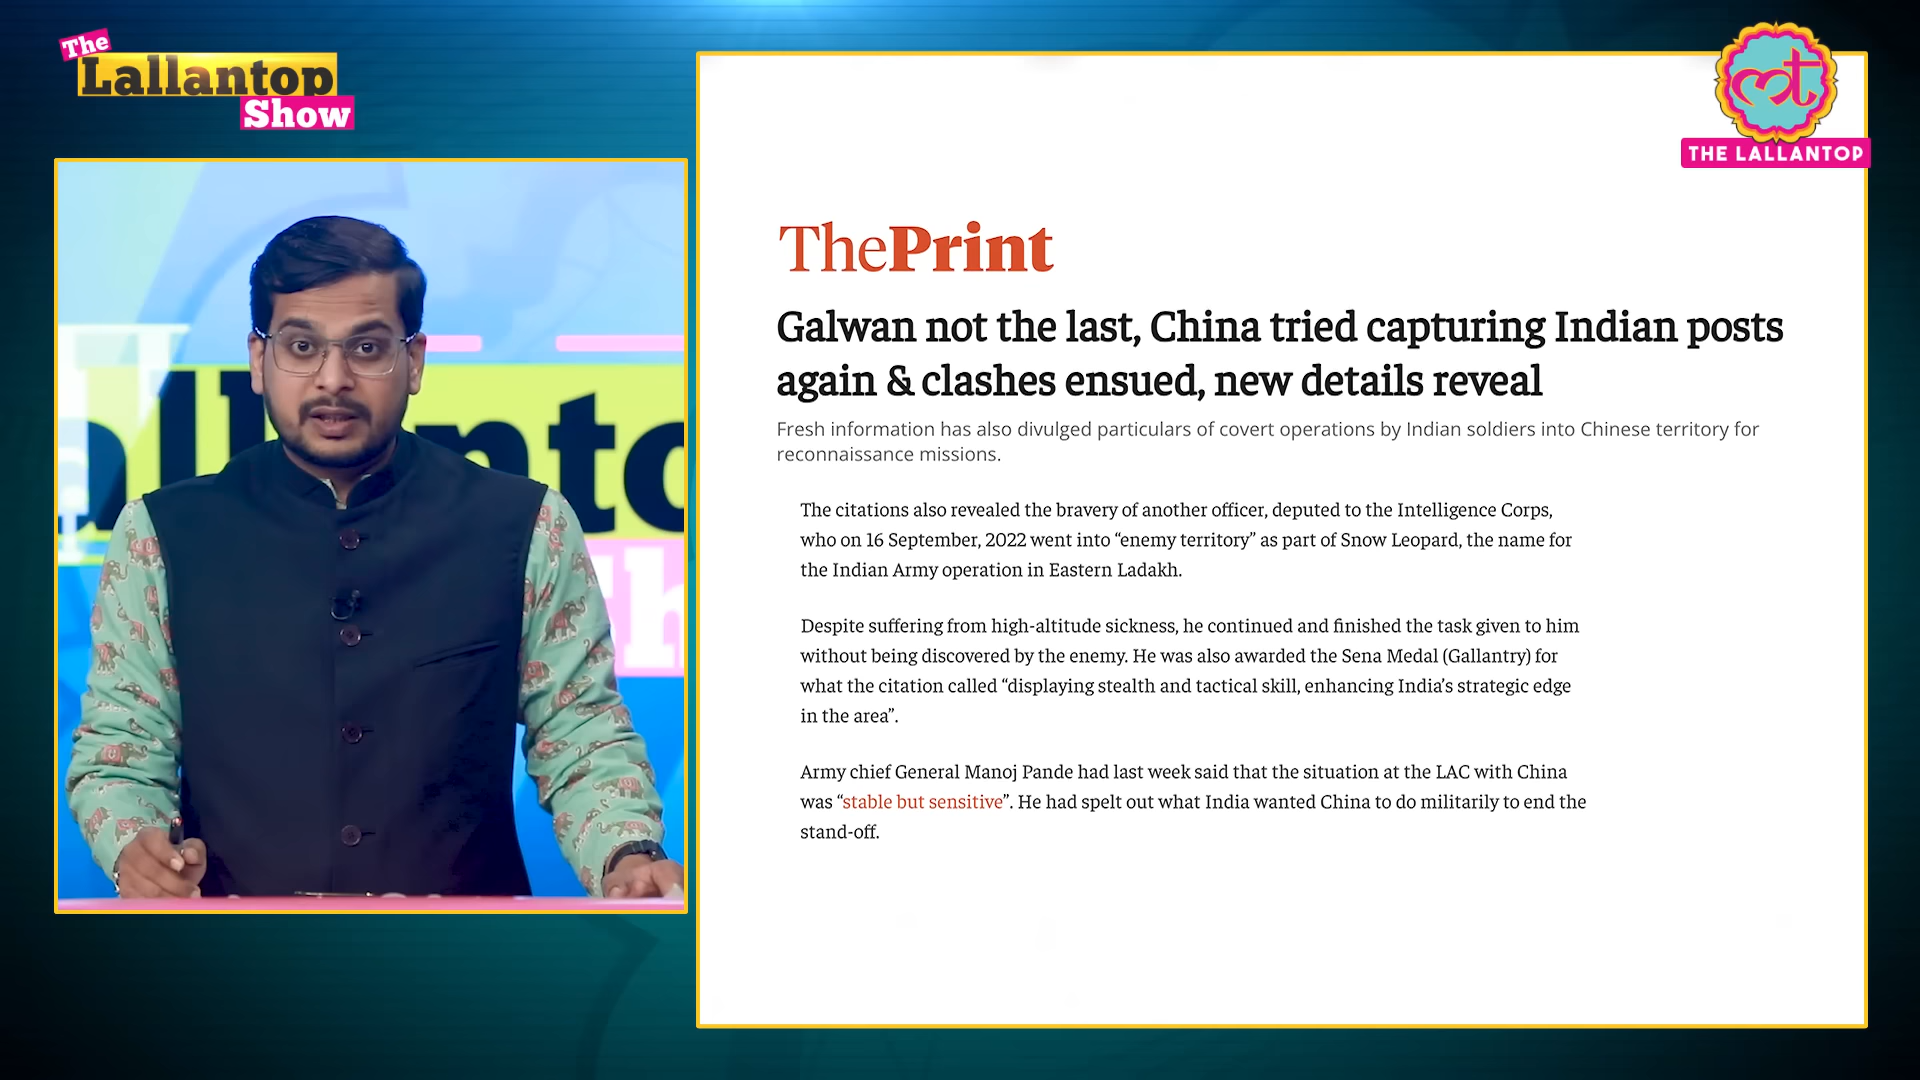 The
Lallantop
Show
मंt
THE LALLANTOP
allanto
Sh
ThePrint
Galwan not the last, China tried capturing Indian posts
again & clashes ensued, new details reveal
Fresh information has also divulged particulars of covert operations by Indian soldiers into Chinese territory for
reconnaissance missions.
The citations also revealed the bravery of another officer, deputed to the Intelligence Corps,
who on 16 September, 2022 went into “enemy territory” as part of Snow Leopard, the name for
the Indian Army operation in Eastern Ladakh.
Despite suffering from high-altitude sickness, he continued and finished the task given to him
without being discovered by the enemy. He was also awarded the Sena Medal (Gallantry) for
what the citation called “displaying stealth and tactical skill, enhancing India’s strategic edge
in the area”.
Army chief General Manoj Pande had last week said that the situation at the LAC with China
was “stable but sensitive”. He had spelt out what India wanted China to do militarily to end the
stand-off.